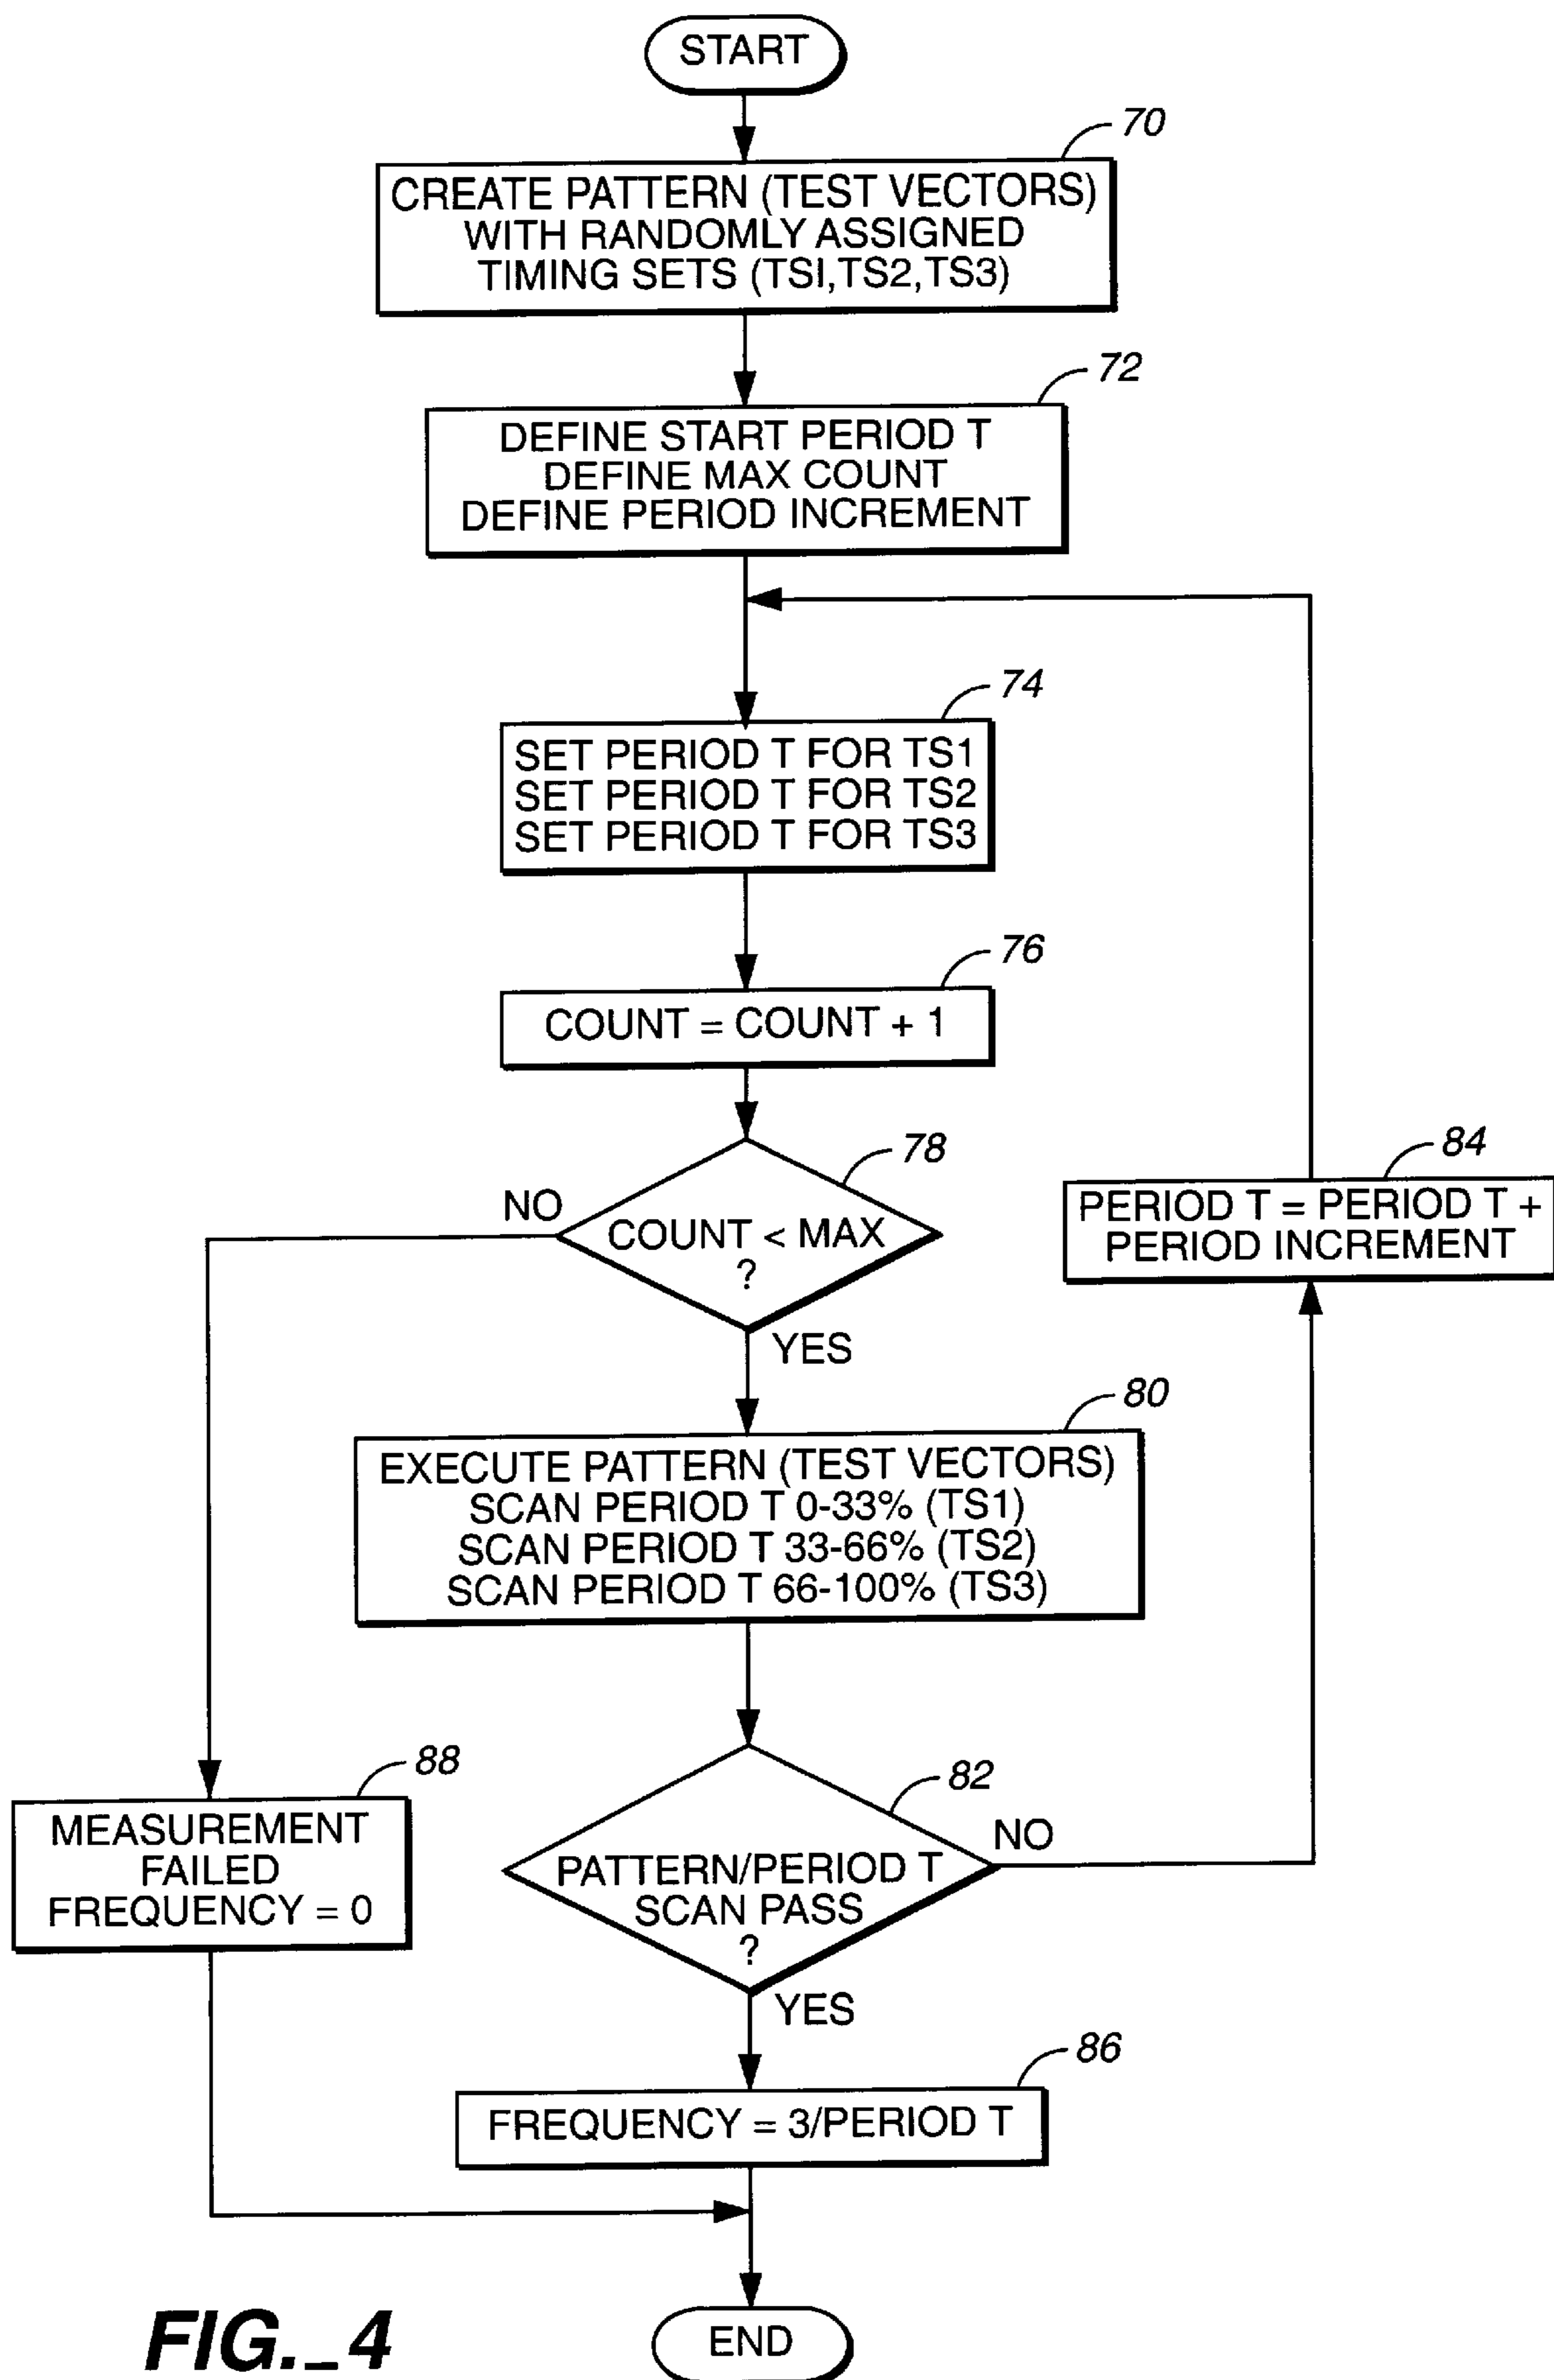 START
70
CREATE PATTERN (TEST VECTORS)
WITH RANDOMLY ASSIGNED
TIMING SETS (TSI,TS2,TS3)
72
DEFINE START PERIOD T
DEFINE MAX COUNT
DEFINE PERIOD INCREMENT
74
SET PERIOD T FOR TS1
SET PERIOD T FOR TS2
SET PERIOD T FOR TS3
76
COUNT = COUNT + 1
78
NO
COUNT < MAX
?
YES
84
PERIOD T = PERIOD T +
PERIOD INCREMENT
80
EXECUTE PATTERN (TEST VECTORS)
SCAN PERIOD T 0-33% (TS1)
SCAN PERIOD T 33-66% (TS2)
SCAN PERIOD T 66-100% (TS3)
88
MEASUREMENT
FAILED
FREQUENCY = 0
82
NO
PATTERN/PERIOD T
SCAN PASS
?
YES
86
FREQUENCY = 3/PERIOD T
END
FIG._4